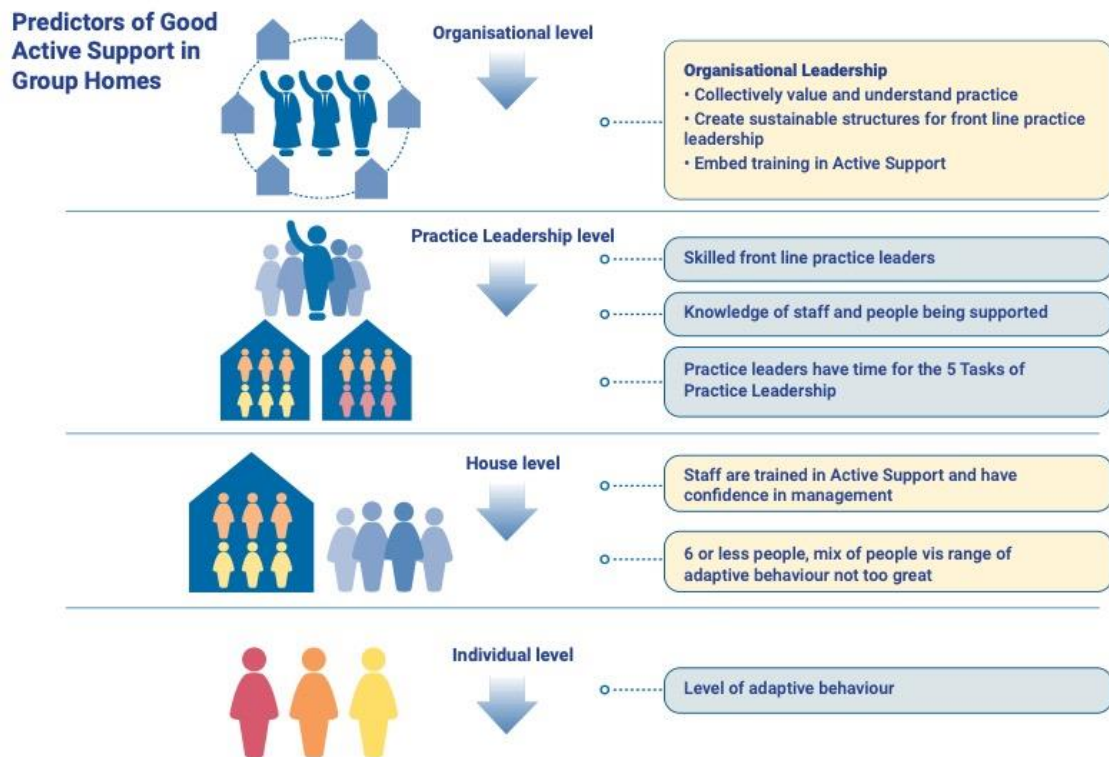 Predictors of Good
Active Support in
Group Homes
Organisational level
Organisational Leadership
• Collectively value and understand practice
• Create sustainable structures for front line practice
leadership
• Embed training in Active Support
Practice Leadership level
Skilled front line practice leaders
Knowledge of staff and people being supported
Practice leaders have time for the 5 Tasks of
Practice Leadership
House level
Staff are trained in Active Support and have
confidence in management
6 or less people, mix of people vis range of
adaptive behaviour not too great
Individual level
Level of adaptive behaviour